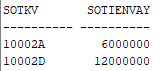 SOTKV      SOTIENVAY
---------- ----------
10002A        6000000
10002D       12000000